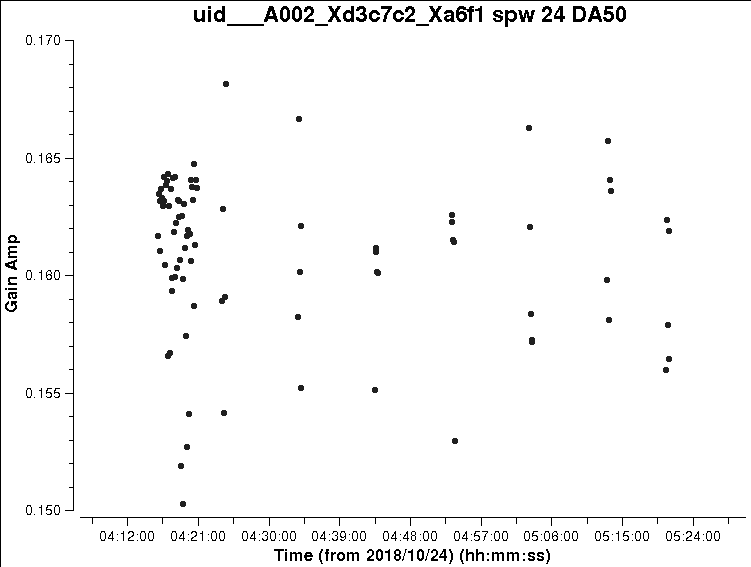 uid___A002_Xd3c7c2_Xa6f1 spw 24 DA50
0.170
0.165
0.160
0.155
0.150
Gain Amp
04:12:00 04:21:00 04:30:00 04:39:00 04:48:00 04:57:00 05:06:00 05:15:00 05:24:00
Time (from 2018/10/24) (hh:mm:ss)